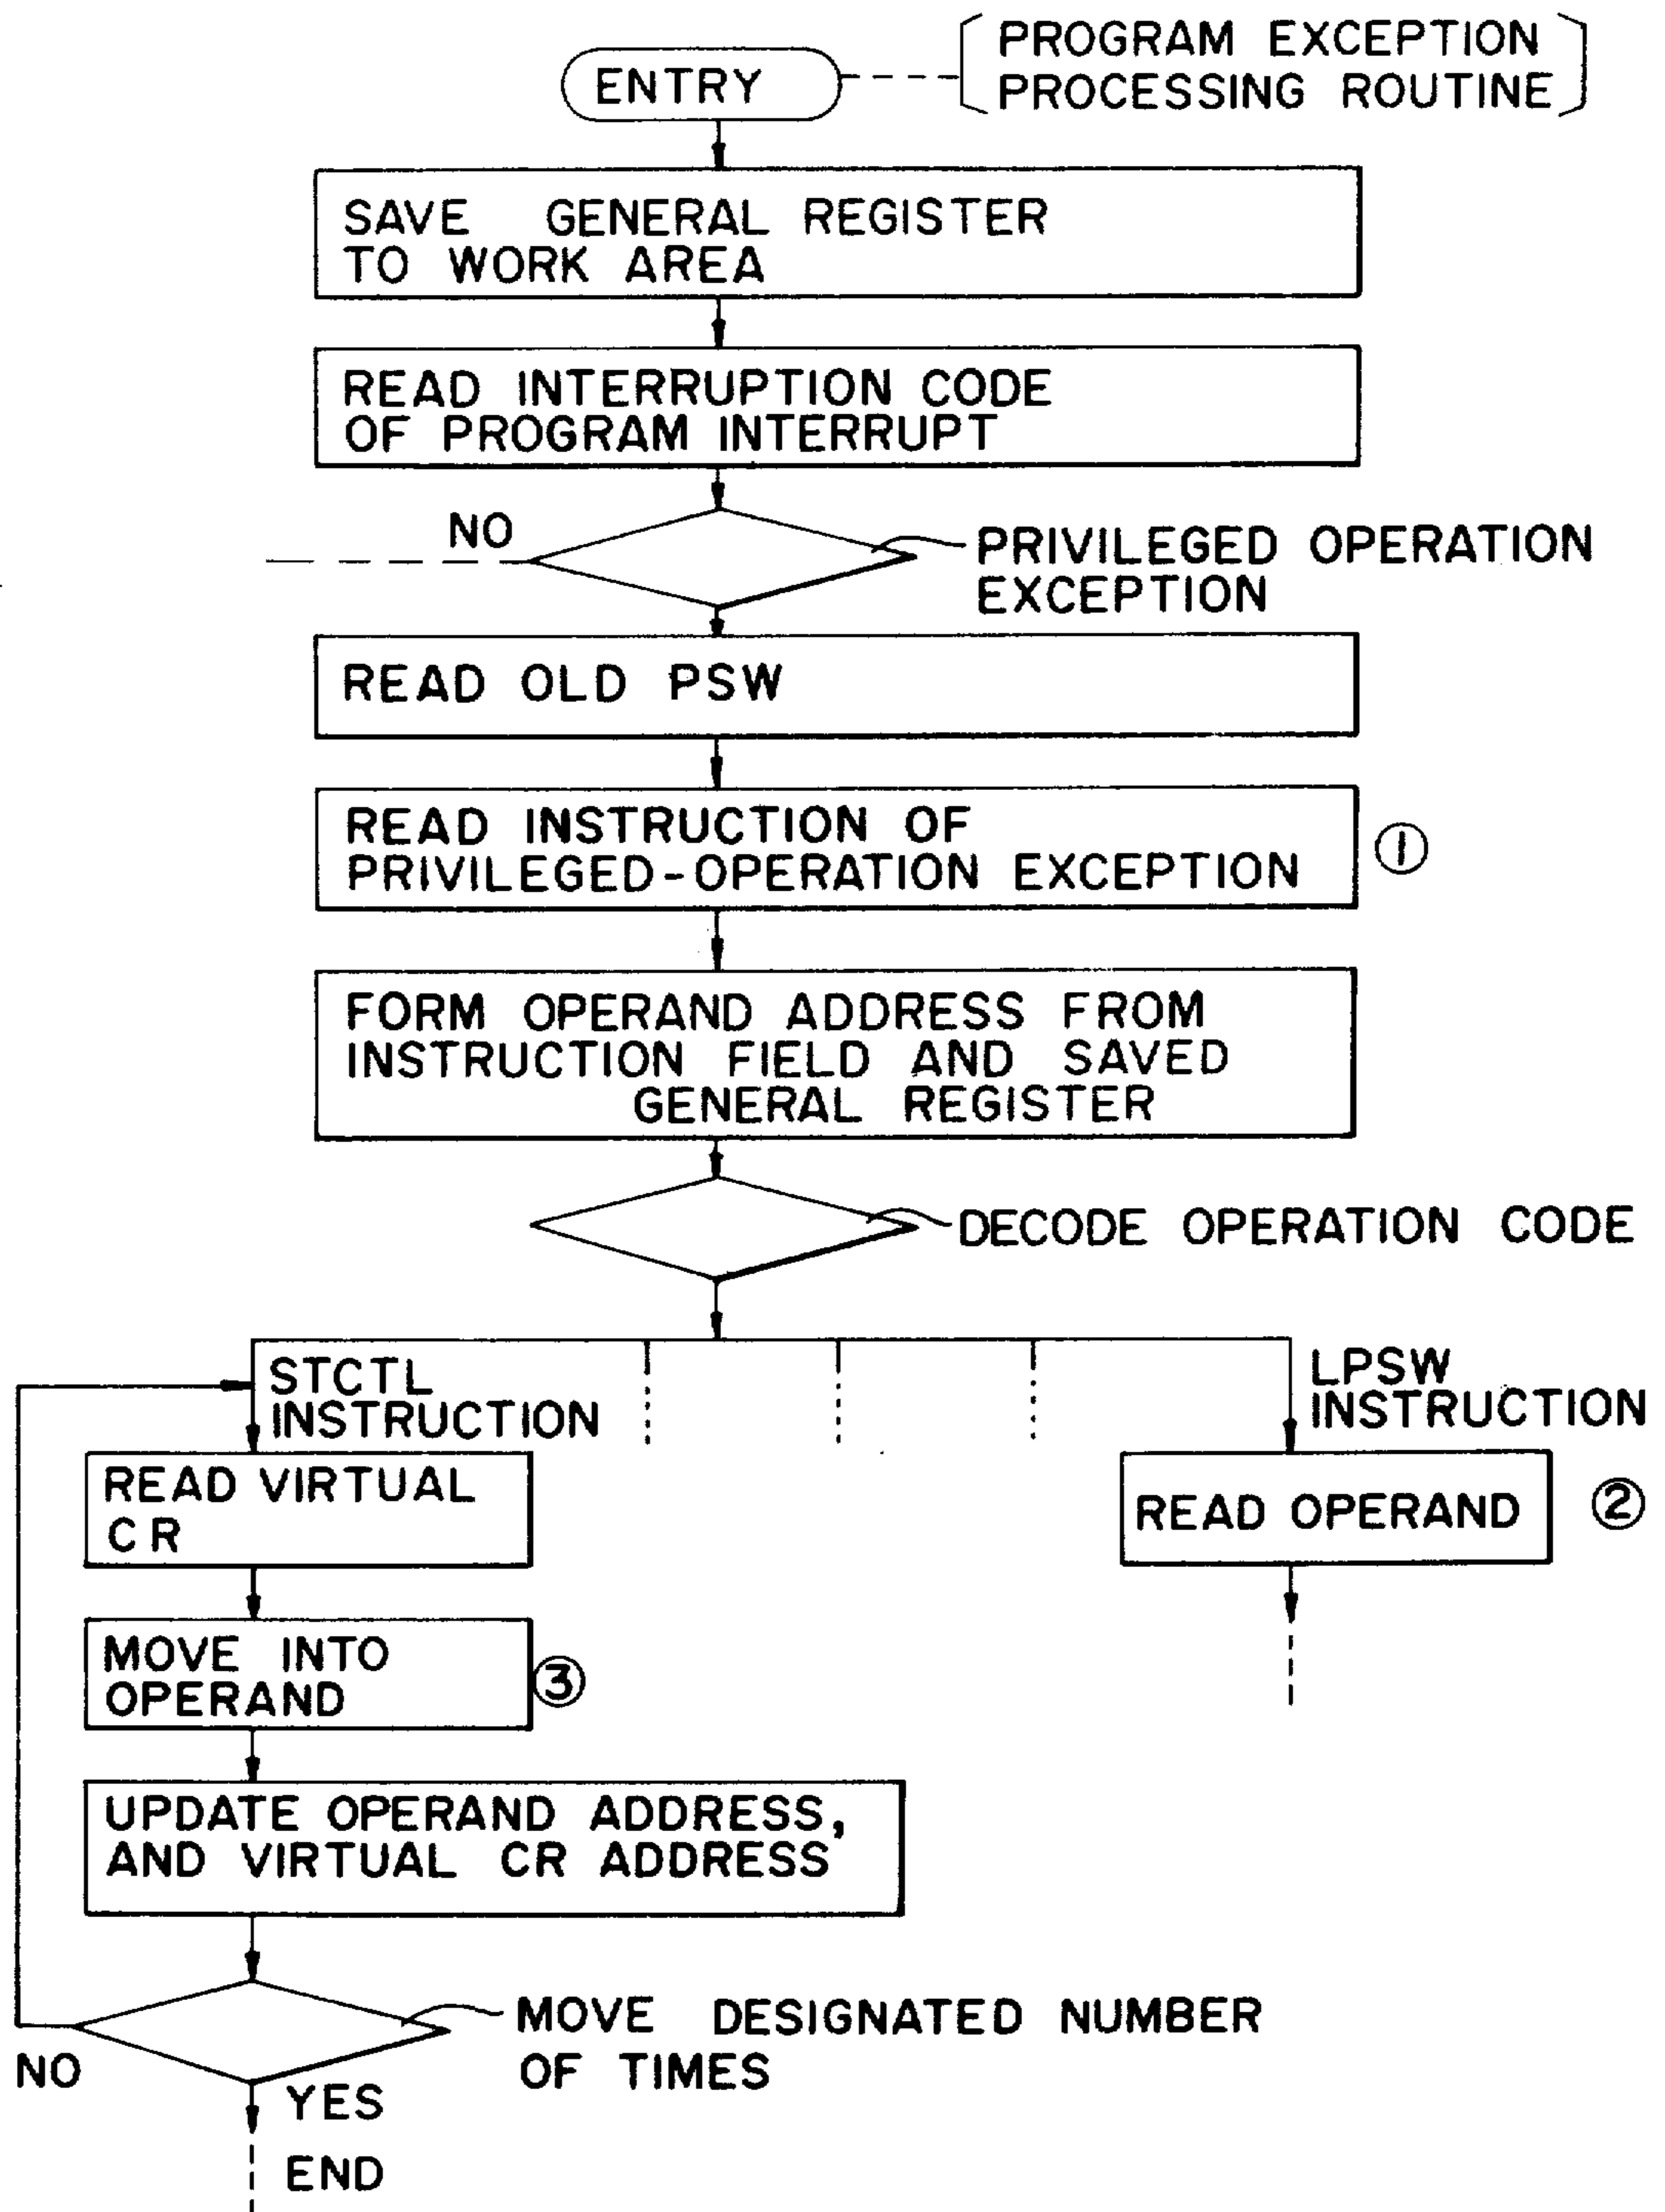 PROGRAM EXCEPTION
PROCESSING ROUTINE
ENTRY
SAVE GENERAL REGISTER
TO WORK AREA
READ INTERRUPTION CODE
OF PROGRAM INTERRUPT
NO
PRIVILEGED OPERATION
EXCEPTION
READ OLD PSW
READ INSTRUCTION OF
PRIVILEGED-OPERATION EXCEPTION
①
FORM OPERAND ADDRESS FROM
INSTRUCTION FIELD AND SAVED
GENERAL REGISTER
DECODE OPERATION CODE
STCTL
INSTRUCTION
LPSW
INSTRUCTION
READ VIRTUAL
CR
READ OPERAND
②
MOVE INTO
OPERAND
③
UPDATE OPERAND ADDRESS,
AND VIRTUAL CR ADDRESS
MOVE DESIGNATED NUMBER
OF TIMES
NO
YES
END